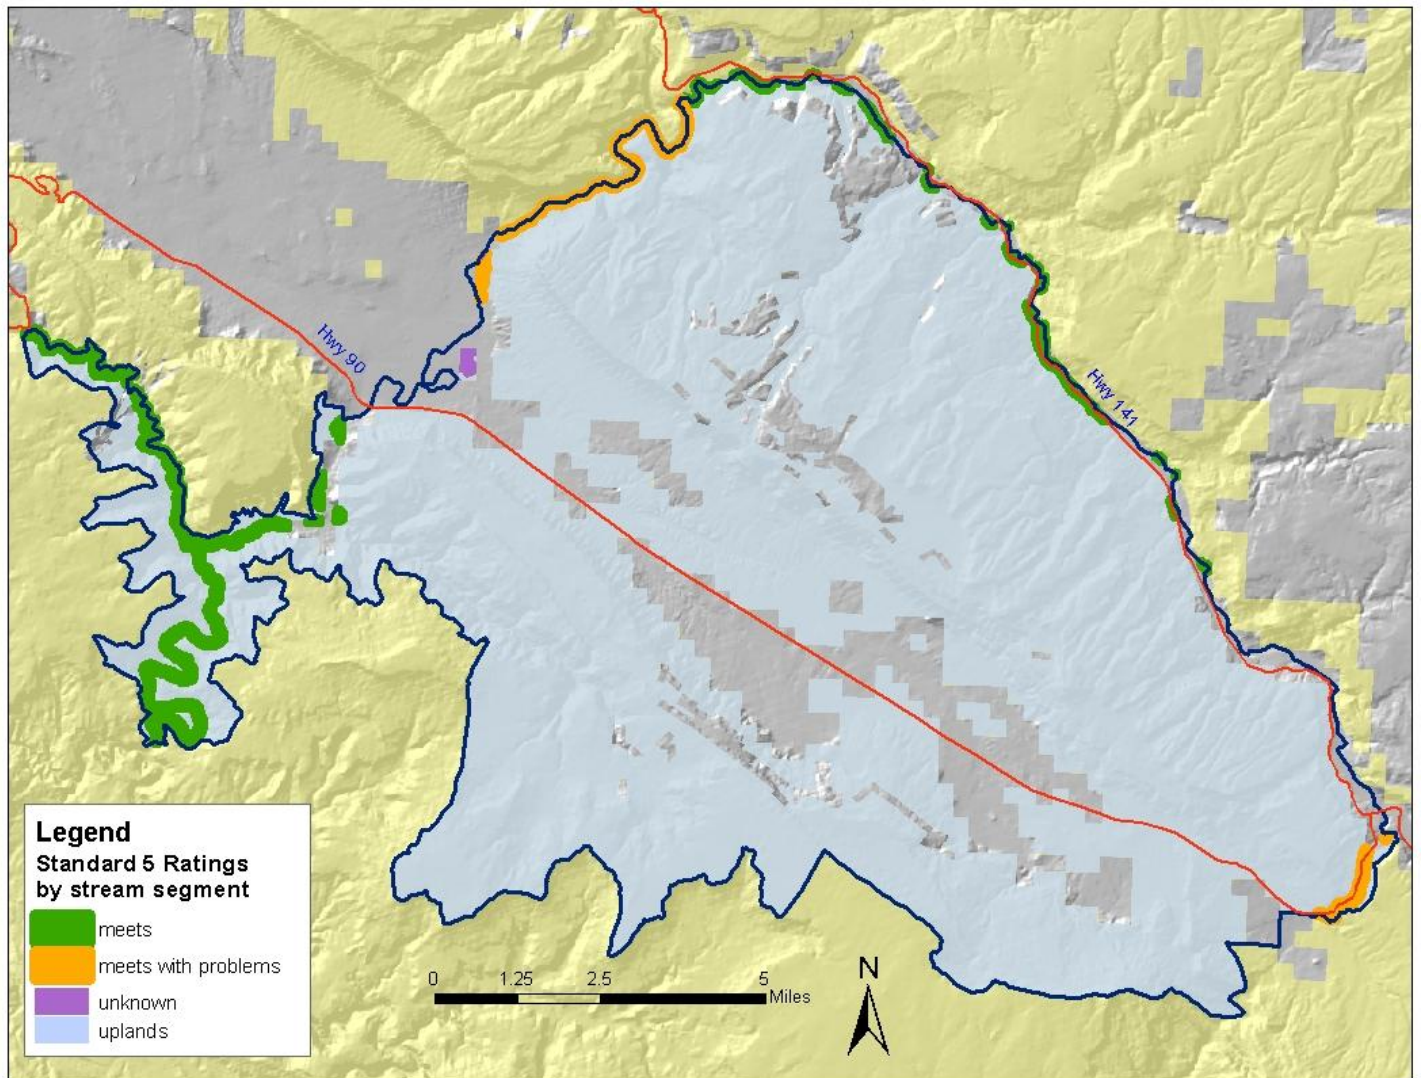 Hwy 90
Hwy 141
Legend
Standard 5 Ratings
by stream segment
meets
meets with problems
unknown
uplands
0 1.25 2.5 5
Miles
N